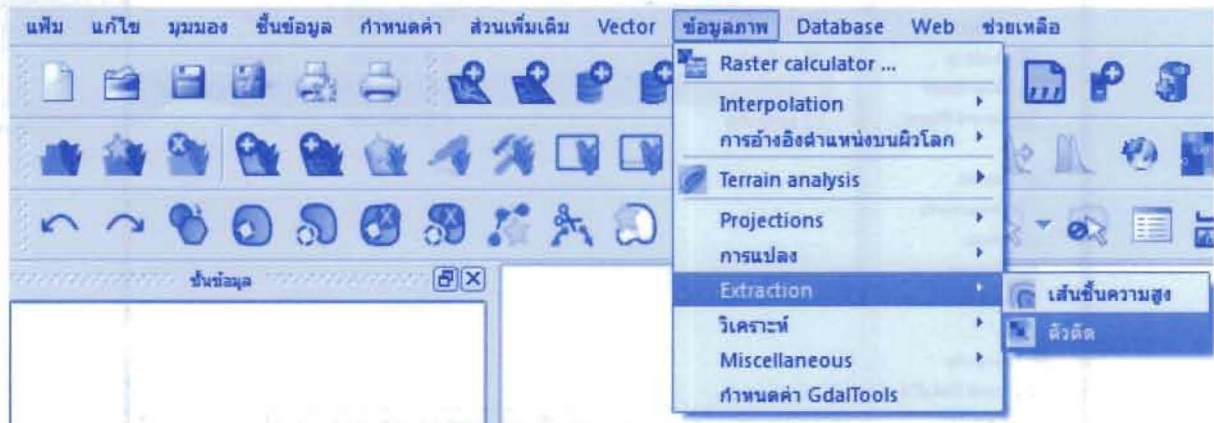 แฟ้ม แก้ไข มุมมอง ชั้นข้อมูล กำหนดค่า ส่วนเพิ่มเติม Vector ข้อมูลภาพ Database Web ช่วยเหลือ
Raster calculator ...
Interpolation
การอ้างอิงตำแหน่งบนผิวโลก
Terrain analysis
Projections
การแปลง
ชั้นข้อมูล
Extraction
เส้นชั้นความสูง
วิเคราะห์
ตัวตัด
Miscellaneous
กำหนดค่า GdalTools